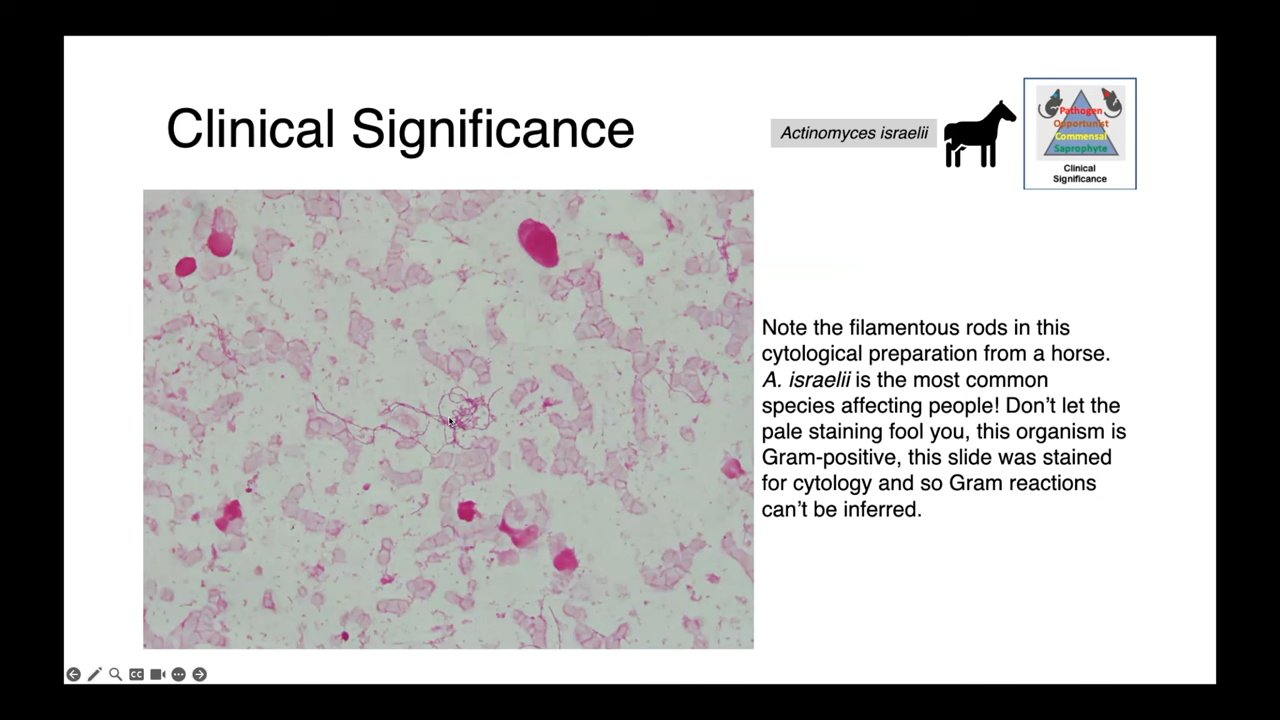 Clinical Significance
Actinomyces israelii
Pathogen
Opportunist
Commensal
Saprophyte
Clinical
Significance
Note the filamentous rods in this
cytological preparation from a horse.
A. israelii is the most common
species affecting people! Don’t let the
pale staining fool you, this organism is
Gram-positive, this slide was stained
for cytology and so Gram reactions
can’t be inferred.
CC